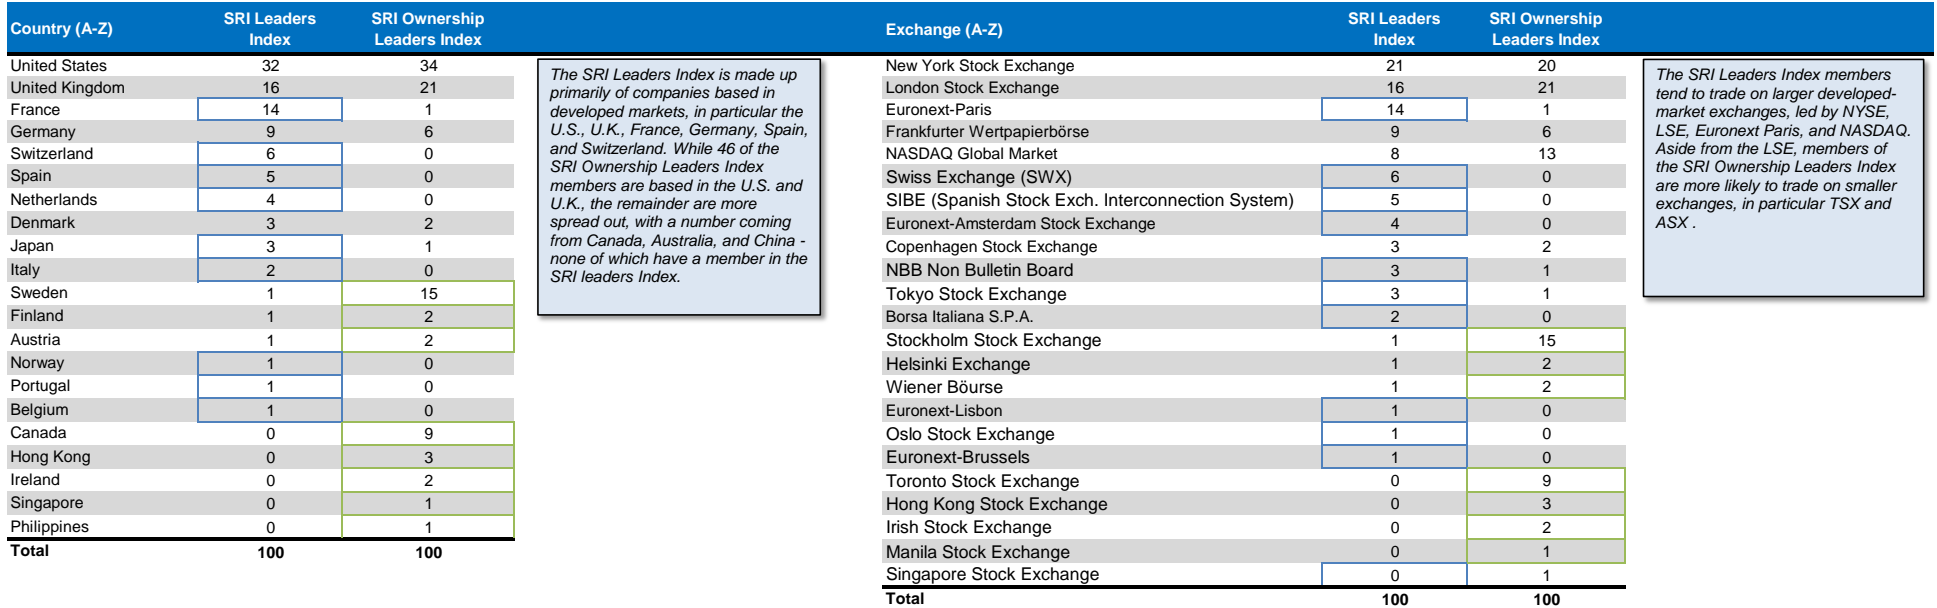 Country (A-Z) SRI Leaders Index SRI Ownership Leaders Index
United States 32 34
United Kingdom 16 21
France 14 1
Germany 9 6
Switzerland 6 0
Spain 5 0
Netherlands 4 0
Denmark 3 2
Japan 3 1
Italy 2 0
Sweden 1 15
Finland 1 2
Austria 1 2
Norway 1 0
Portugal 1 0
Belgium 1 0
Canada 0 9
Hong Kong 0 3
Ireland 0 2
Singapore 0 1
Philippines 0 1
Total 100 100
The SRI Leaders Index is made up
primarily of companies based in
developed markets, in particular the
U.S., U.K., France, Germany, Spain,
and Switzerland. While 46 of the
SRI Ownership Leaders Index
members are based in the U.S. and
U.K., the remainder are more
spread out, with a number coming
from Canada, Australia, and China -
none of which have a member in the
SRI leaders Index.
Exchange (A-Z) SRI Leaders Index SRI Ownership Leaders Index
New York Stock Exchange 21 20
London Stock Exchange 16 21
Euronext-Paris 14 1
Frankfurter Wertpapierbörse 9 6
NASDAQ Global Market 8 13
Swiss Exchange (SWX) 6 0
SIBE (Spanish Stock Exch. Interconnection System) 5 0
Euronext-Amsterdam Stock Exchange 4 0
Copenhagen Stock Exchange 3 2
NBB Non Bulletin Board 3 1
Tokyo Stock Exchange 3 1
Borsa Italiana S.P.A. 2 0
Stockholm Stock Exchange 1 15
Helsinki Exchange 1 2
Wiener Böurse 1 2
Euronext-Lisbon 1 0
Oslo Stock Exchange 1 0
Euronext-Brussels 1 0
Toronto Stock Exchange 0 9
Hong Kong Stock Exchange 0 3
Irish Stock Exchange 0 2
Manila Stock Exchange 0 1
Singapore Stock Exchange 0 1
Total 100 100
The SRI Leaders Index members
tend to trade on larger developed-
market exchanges, led by NYSE,
LSE, Euronext Paris, and NASDAQ.
Aside from the LSE, members of
the SRI Ownership Leaders Index
are more likely to trade on smaller
exchanges, in particular TSX and
ASX .